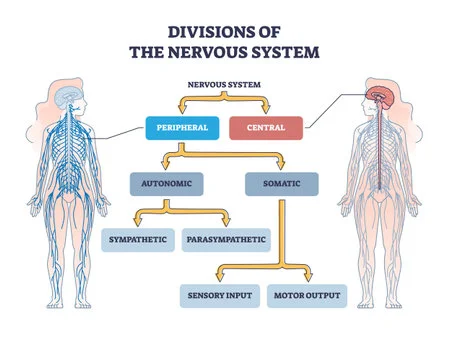 DIVISIONS OF
THE NERVOUS SYSTEM
NERVOUS SYSTEM
PERIPHERAL
CENTRAL
AUTONOMIC
SOMATIC
SYMPATHETIC
PARASYMPATHETIC
SENSORY INPUT
MOTOR OUTPUT